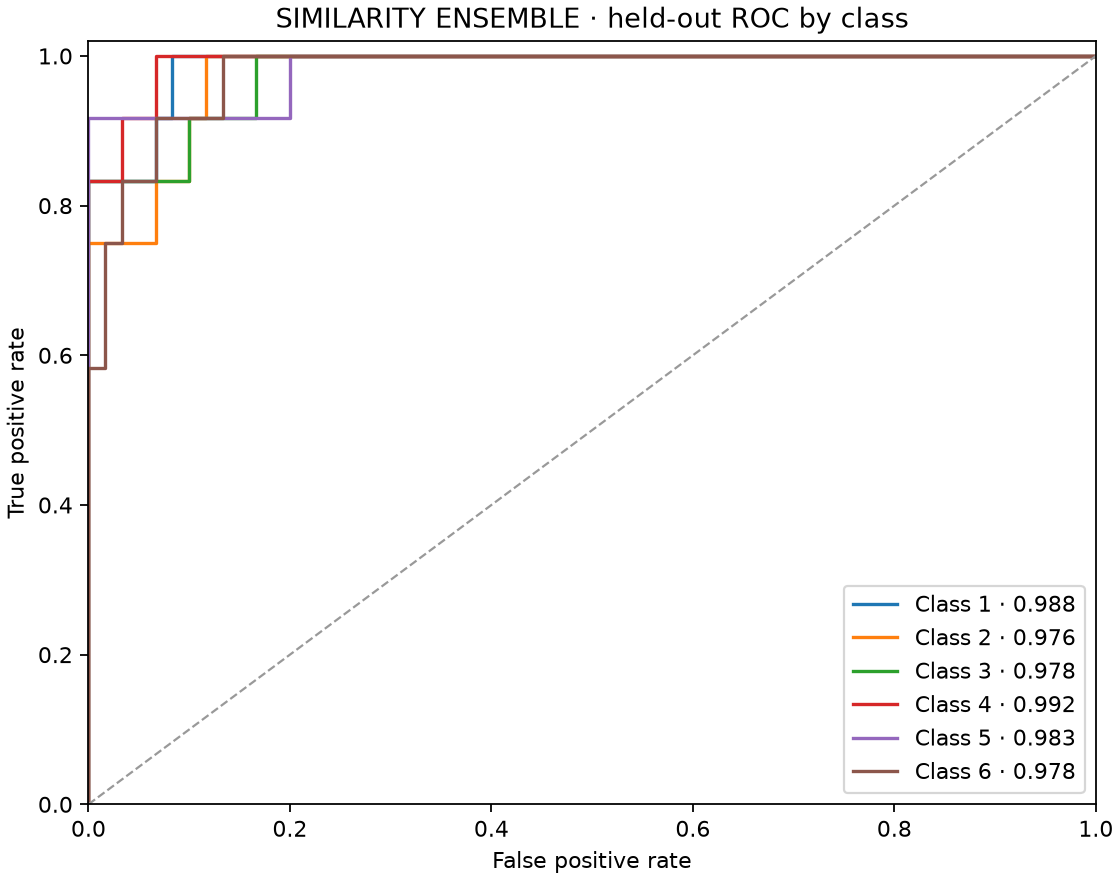 SIMILARITY ENSEMBLE · held-out ROC by class
True positive rate
1.0
0.8
0.6
0.4
0.2
0.0
0.0 0.2 0.4 0.6 0.8 1.0
False positive rate
Class 1 · 0.988
Class 2 · 0.976
Class 3 · 0.978
Class 4 · 0.992
Class 5 · 0.983
Class 6 · 0.978